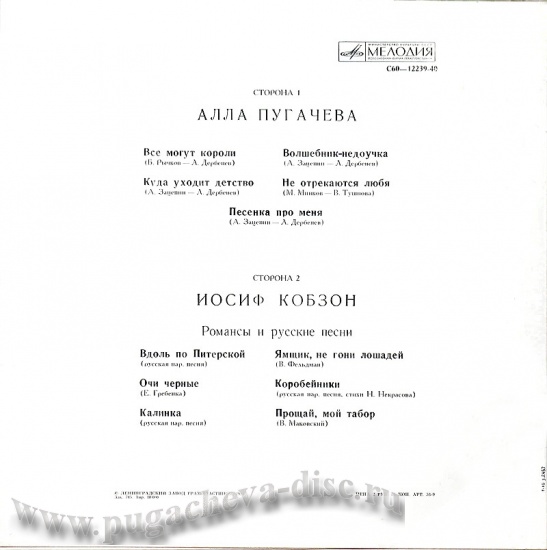 МЕЛОДИЯ
С60—12239-40
СТОРОНА 1
АЛЛА ПУГАЧЕВА
Все могут короли
(Б. Рычков — Л. Дербенев)
Волшебник-недоучка
(А. Зацепин — Л. Дербенев)
Куда уходит детство
(А. Зацепин — Л. Дербенев)
Не отрекаются любя
(М. Минков — В. Тушнова)
Песенка про меня
(А. Зацепин — Л. Дербенев)
СТОРОНА 2
ИОСИФ КОБЗОН
Романсы и русские песни
Вдоль по Питерской
(русская нар. песня)
Ямщик, не гони лошадей
(Я. Фельдман)
Очи черные
(Е. Гребенка)
Коробейники
(русская нар. песня, стихи Н. Некрасова)
Калинка
(русская нар. песня)
Прощай, мой табор
(В. Маковский)
ЛЕНИНГРАДСКИЙ ЗАВОД
www.pugacheva-disc.ru